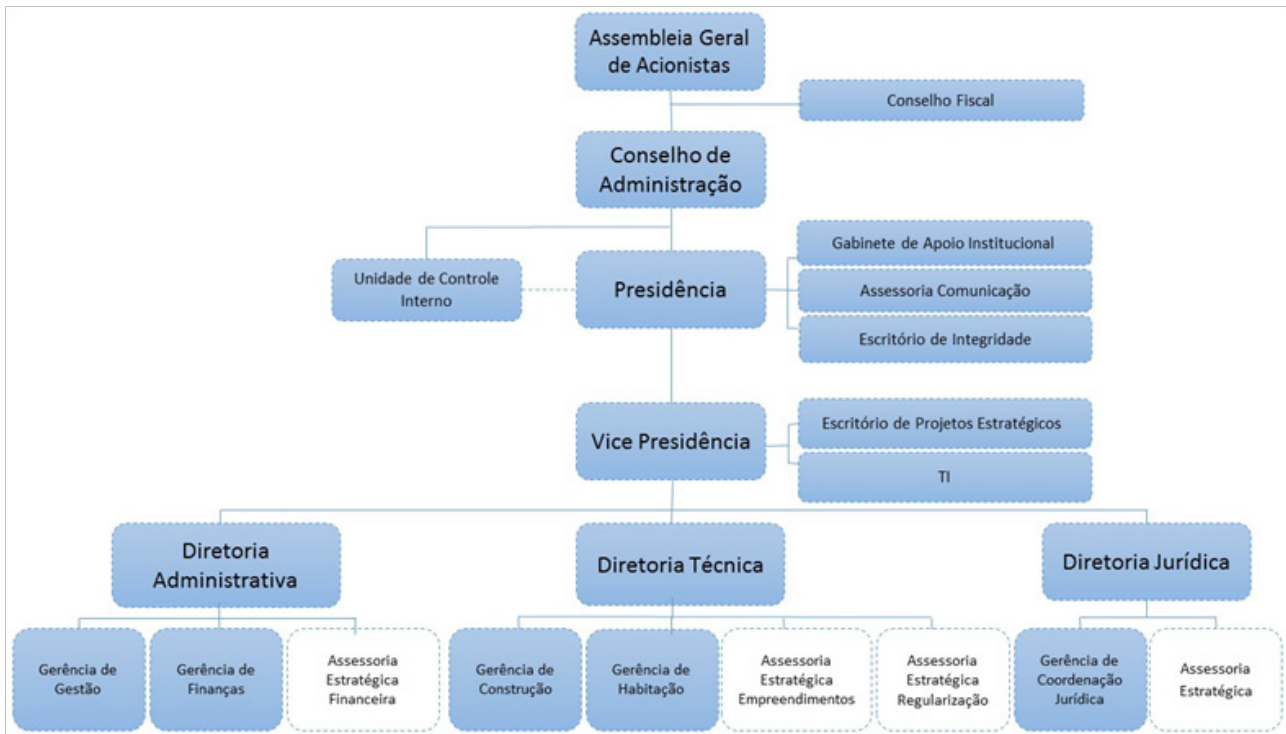 Assembleia Geral
de Acionistas
Conselho Fiscal
Conselho de
Administração
Gabinete de Apoio Institucional
Unidade de Controle
Interno
Presidência
Assessoria Comunicação
Escritório de Integridade
Vice Presidência
Escritório de Projetos Estratégicos
TI
Diretoria
Administrativa
Diretoria Técnica
Diretoria Jurídica
Gerência de
Gestão
Gerência de
Finanças
Assessoria
Estratégica
Financeira
Gerência de
Construção
Gerência de
Habitação
Assessoria
Estratégica
Empreendimentos
Assessoria
Estratégica
Regularização
Gerência de
Coordenação
Jurídica
Assessoria
Estratégica